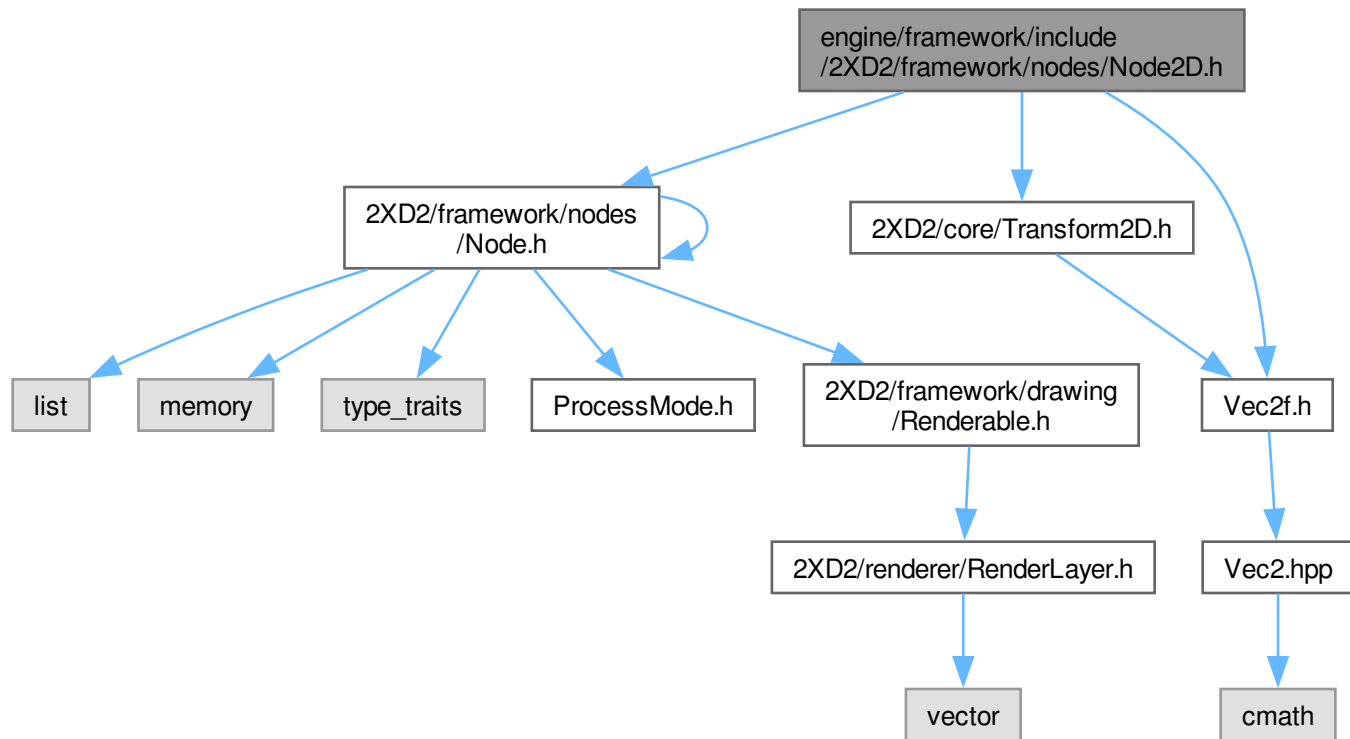 engine/framework/include
/2XD2/framework/nodes/Node2D.h
2XD2/framework/nodes
/Node.h
2XD2/core/Transform2D.h
list
memory
type_traits
ProcessMode.h
2XD2/framework/drawing
/Renderable.h
Vec2f.h
2XD2/renderer/RenderLayer.h
Vec2.hpp
vector
cmath